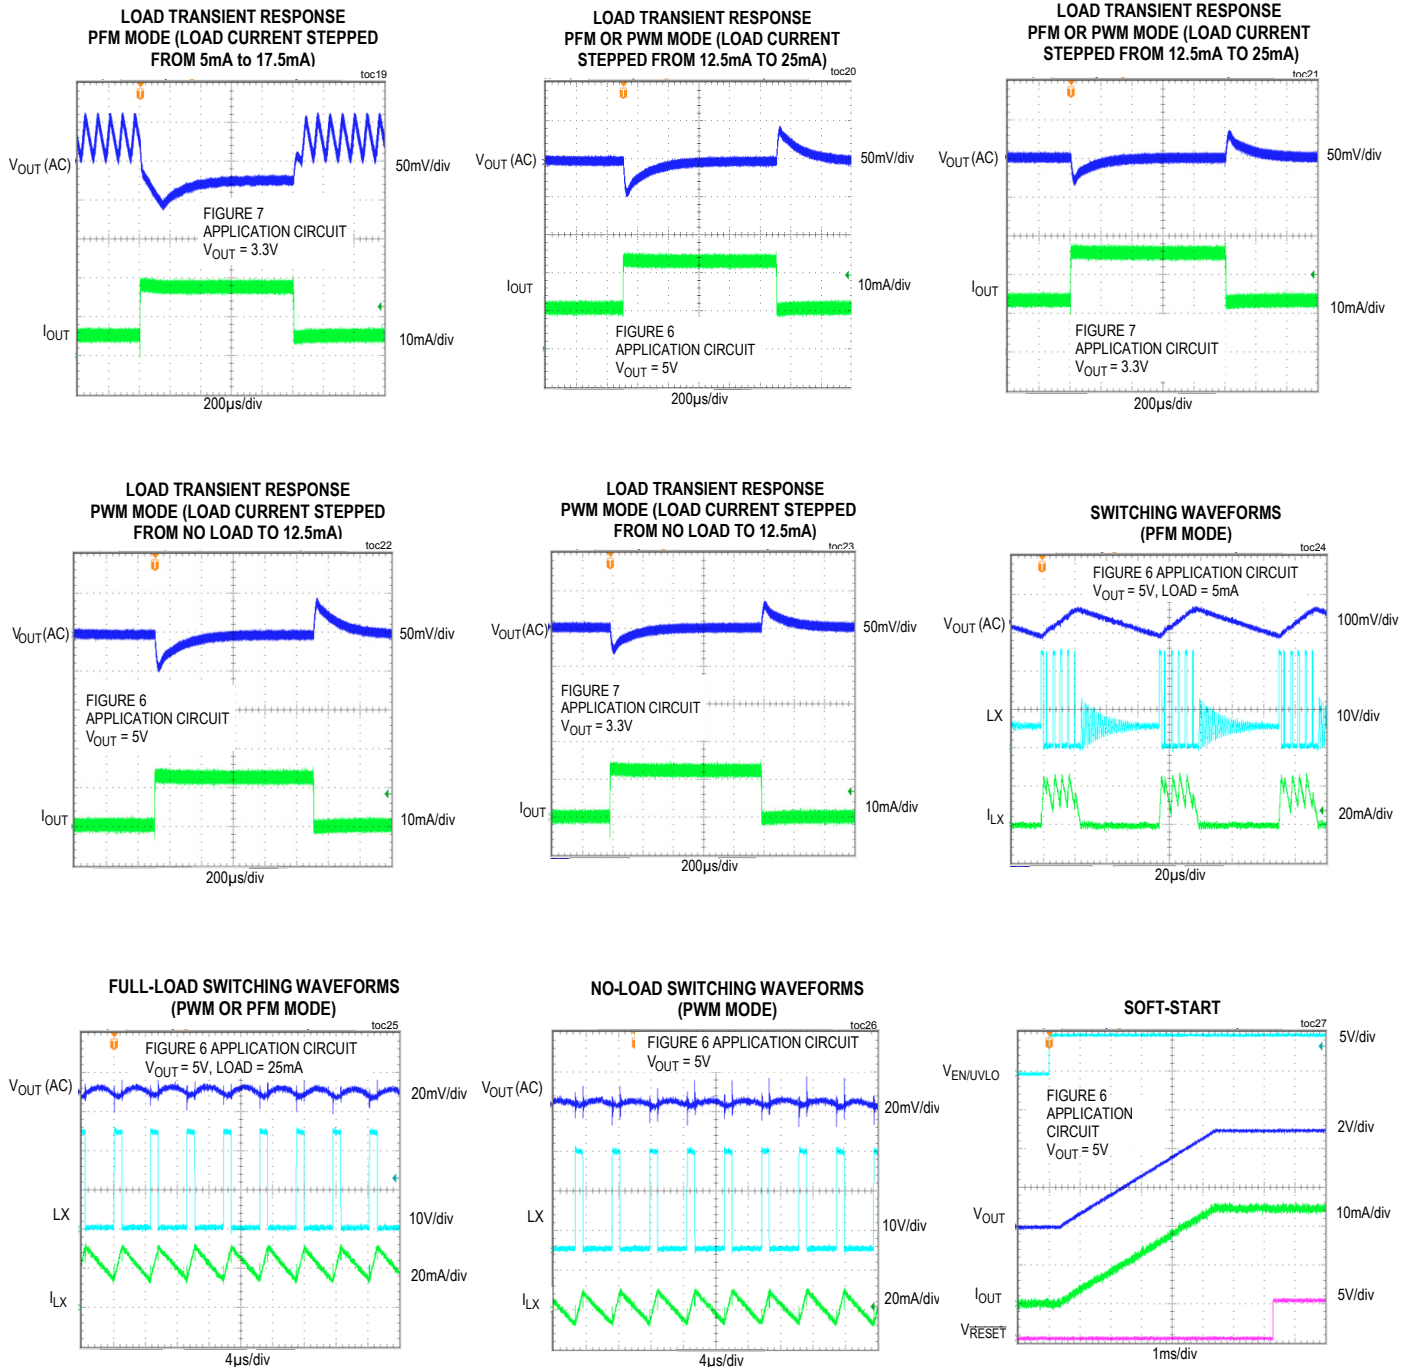 LOAD TRANSIENT RESPONSE
PFM MODE (LOAD CURRENT STEPPED
FROM 5mA to 17.5mA)
toc19
VOUT (AC)
50mV/div
FIGURE 7
APPLICATION CIRCUIT
VOUT = 3.3V
IOUT
10mA/div
200µs/div
LOAD TRANSIENT RESPONSE
PFM OR PWM MODE (LOAD CURRENT
STEPPED FROM 12.5mA TO 25mA)
toc20
VOUT (AC)
50mV/div
IOUT
10mA/div
FIGURE 6
APPLICATION CIRCUIT
VOUT = 5V
200µs/div
LOAD TRANSIENT RESPONSE
PFM OR PWM MODE (LOAD CURRENT
STEPPED FROM 12.5mA TO 25mA)
toc21
VOUT (AC)
50mV/div
IOUT
10mA/div
FIGURE 7
APPLICATION CIRCUIT
VOUT = 3.3V
200µs/div
LOAD TRANSIENT RESPONSE
PWM MODE (LOAD CURRENT STEPPED
FROM NO LOAD TO 12.5mA)
toc22
VOUT(AC)
50mV/div
FIGURE 6
APPLICATION CIRCUIT
VOUT = 5V
IOUT
10mA/div
200µs/div
LOAD TRANSIENT RESPONSE
PWM MODE (LOAD CURRENT STEPPED
FROM NO LOAD TO 12.5mA)
toc23
VOUT(AC)
50mV/div
FIGURE 7
APPLICATION CIRCUIT
VOUT = 3.3V
IOUT
10mA/div
200µs/div
SWITCHING WAVEFORMS
(PFM MODE)
toc24
FIGURE 6 APPLICATION CIRCUIT
VOUT = 5V, LOAD = 5mA
VOUT (AC)
100mV/div
LX
10V/div
ILX
20mA/div
20µs/div
FULL-LOAD SWITCHING WAVEFORMS
(PWM OR PFM MODE)
toc25
FIGURE 6 APPLICATION CIRCUIT
VOUT = 5V, LOAD = 25mA
VOUT (AC)
20mV/div
LX
10V/div
20mA/div
ILX
4µs/div
NO-LOAD SWITCHING WAVEFORMS
(PWM MODE)
toc26
FIGURE 6 APPLICATION CIRCUIT
VOUT = 5V
VOUT (AC)
20mV/div
LX
10V/div
ILX
20mA/div
4µs/div
SOFT-START
toc27
5V/div
VEN/UVLO
FIGURE 6
APPLICATION
CIRCUIT
VOUT = 5V
2V/div
VOUT
10mA/div
IOUT
5V/div
VRESET
1ms/div